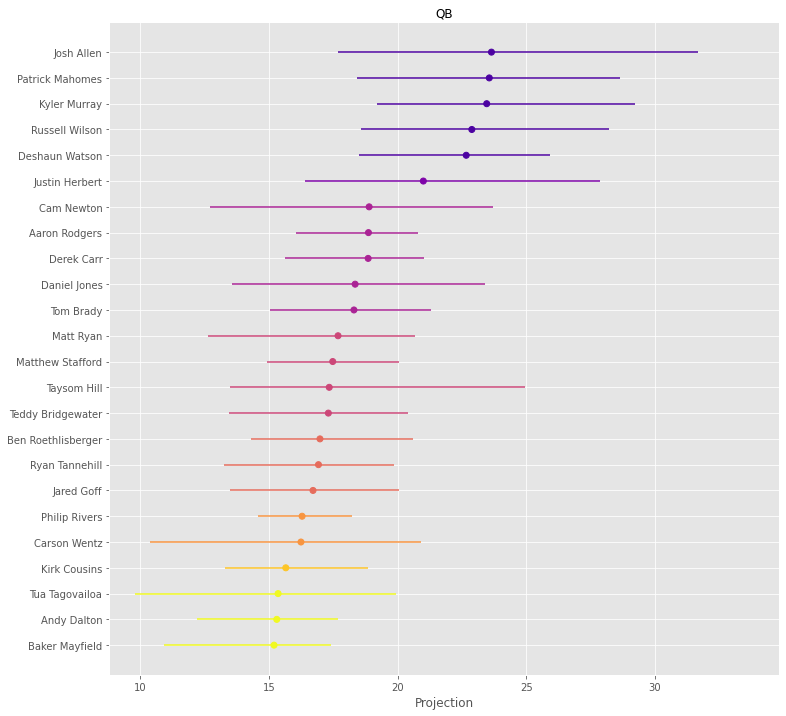 QB
Josh Allen
Patrick Mahomes
Kyler Murray
Russell Wilson
Deshaun Watson
Justin Herbert
Cam Newton
Aaron Rodgers
Derek Carr
Daniel Jones
Tom Brady
Matt Ryan
Matthew Stafford
Taysom Hill
Teddy Bridgewater
Ben Roethlisberger
Ryan Tannehill
Jared Goff
Philip Rivers
Carson Wentz
Kirk Cousins
Tua Tagovailoa
Andy Dalton
Baker Mayfield
10 15 20 25 30
Projection